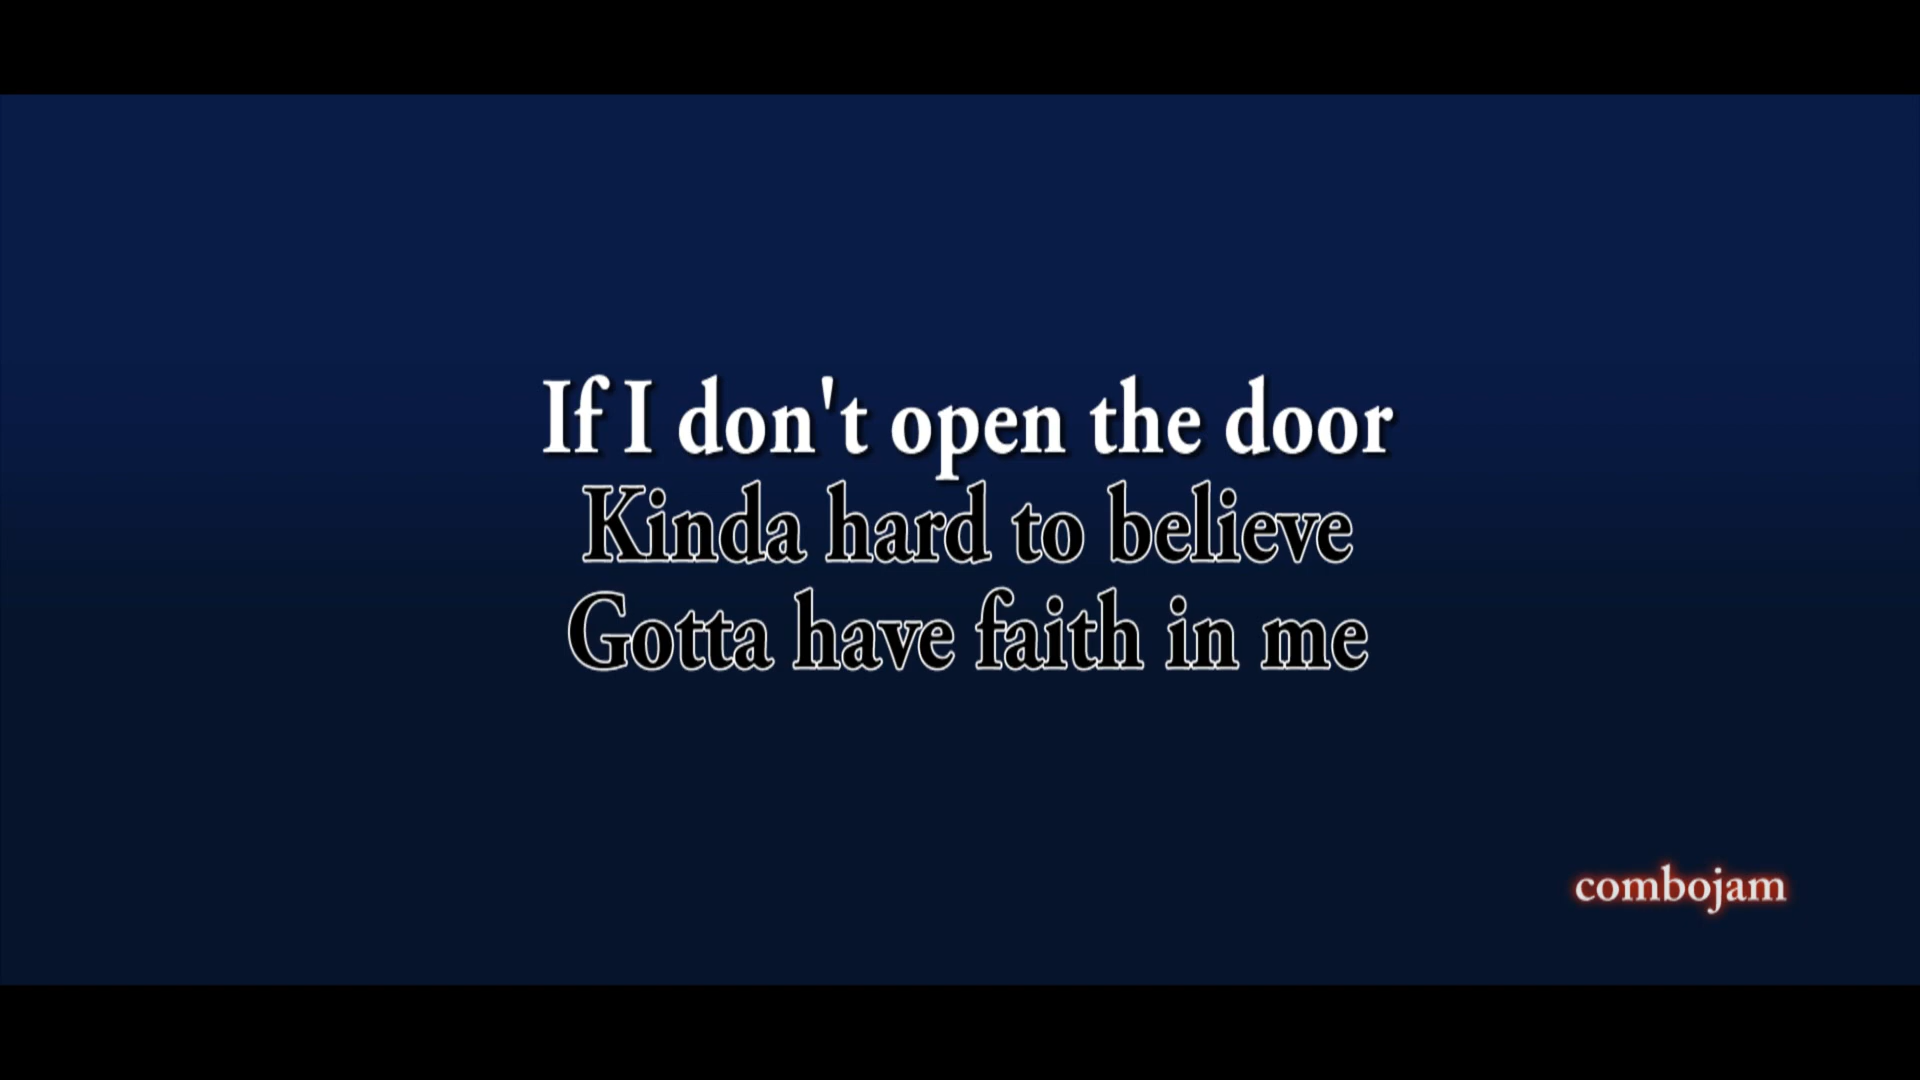 If I don't open the door
Kinda hard to believe
Gotta have faith in me
combojam